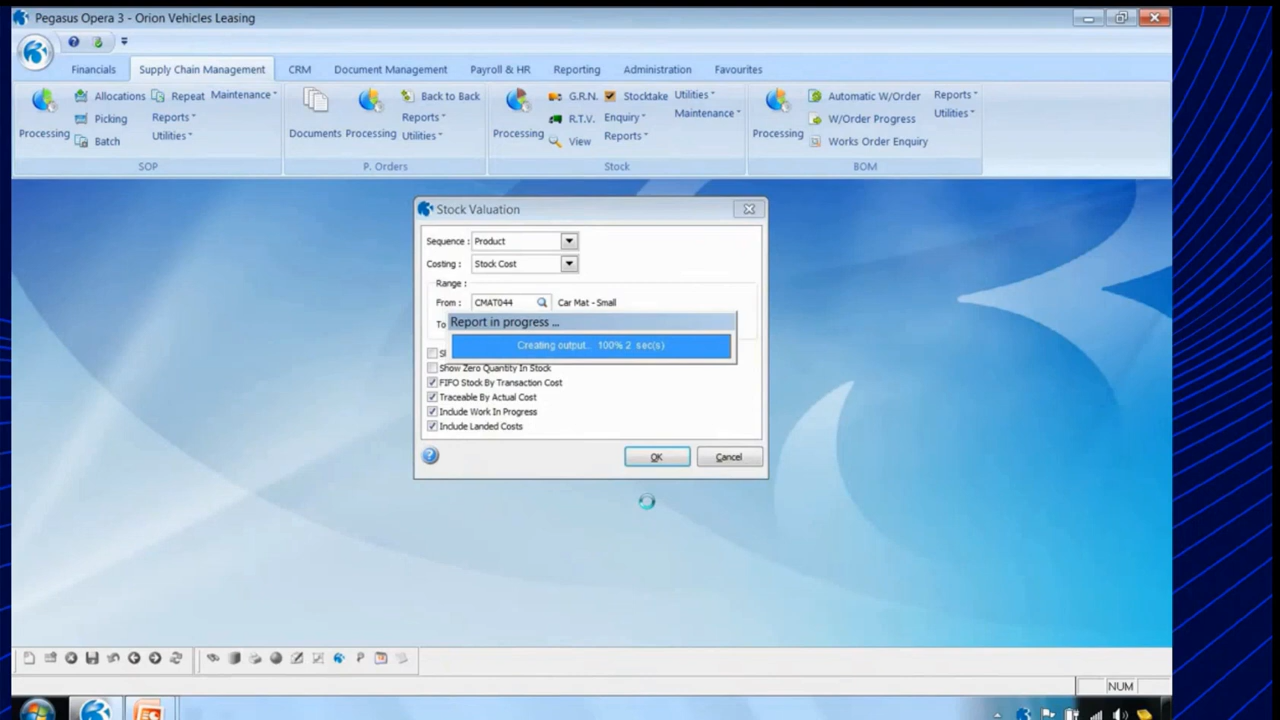 Pegasus Opera 3 - Orion Vehicles Leasing
Financials Supply Chain Management CRM Document Management Payroll & HR Reporting Administration Favourites
Allocations Repeat Maintenance Back to Back G.R.N. Stocktake Utilities Automatic W/Order Reports
Picking Reports Reports R.T.V. Enquiry Maintenance W/Order Progress Utilities
Processing Batch Utilities Documents Processing Utilities Processing View Reports Processing Works Order Enquiry
SOP P. Orders Stock BOM
Stock Valuation
Sequence : Product
Costing : Stock Cost
Range :
From : CMAT044 Car Mat - Small
To
Report in progress ...
Creating output... 100% 2 sec(s)
Show Zero Quantity In Stock
FIFO Stock By Transaction Cost
Traceable By Actual Cost
Include Work In Progress
Include Landed Costs
OK Cancel
NUM